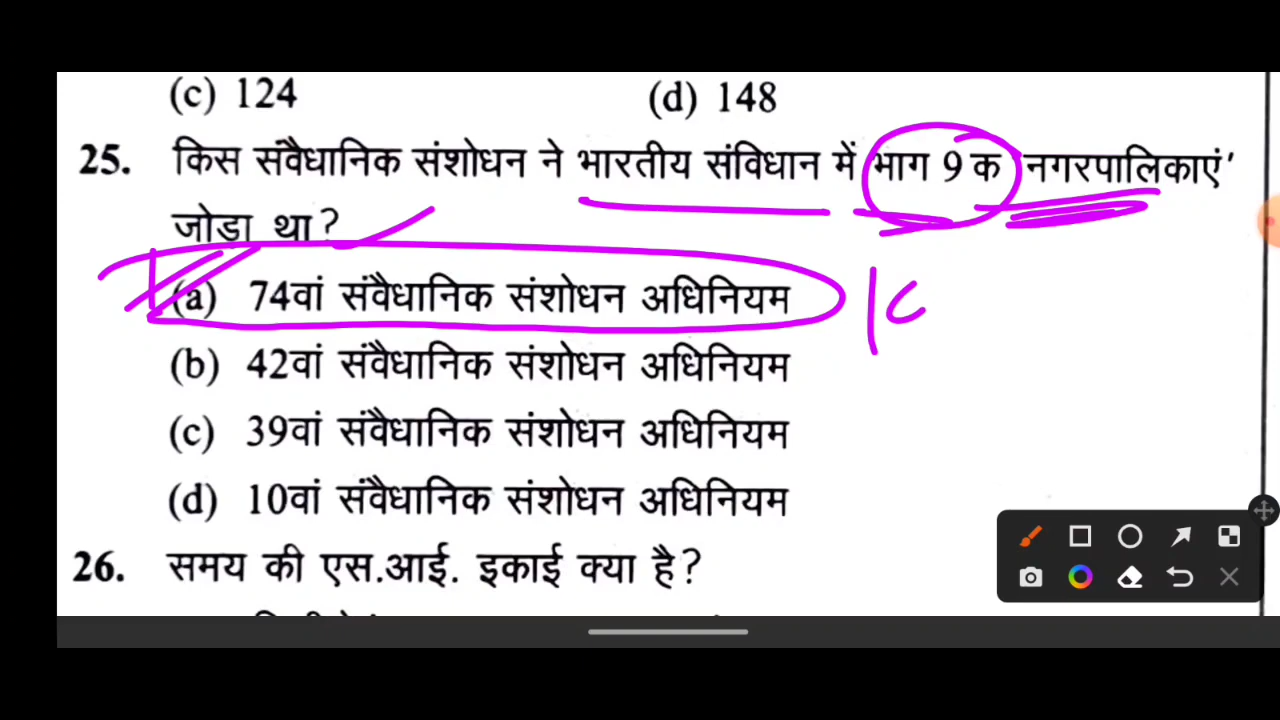 (c) 124 (d) 148
25. किस संवैधानिक संशोधन ने भारतीय संविधान में भाग 9 क 'नगरपालिकाएं'
जोडा था?
(a) 74वां संवैधानिक संशोधन अधिनियम
(b) 42वां संवैधानिक संशोधन अधिनियम
(c) 39वां संवैधानिक संशोधन अधिनियम
(d) 10वां संवैधानिक संशोधन अधिनियम
26. समय की एस.आई. इकाई क्या है?